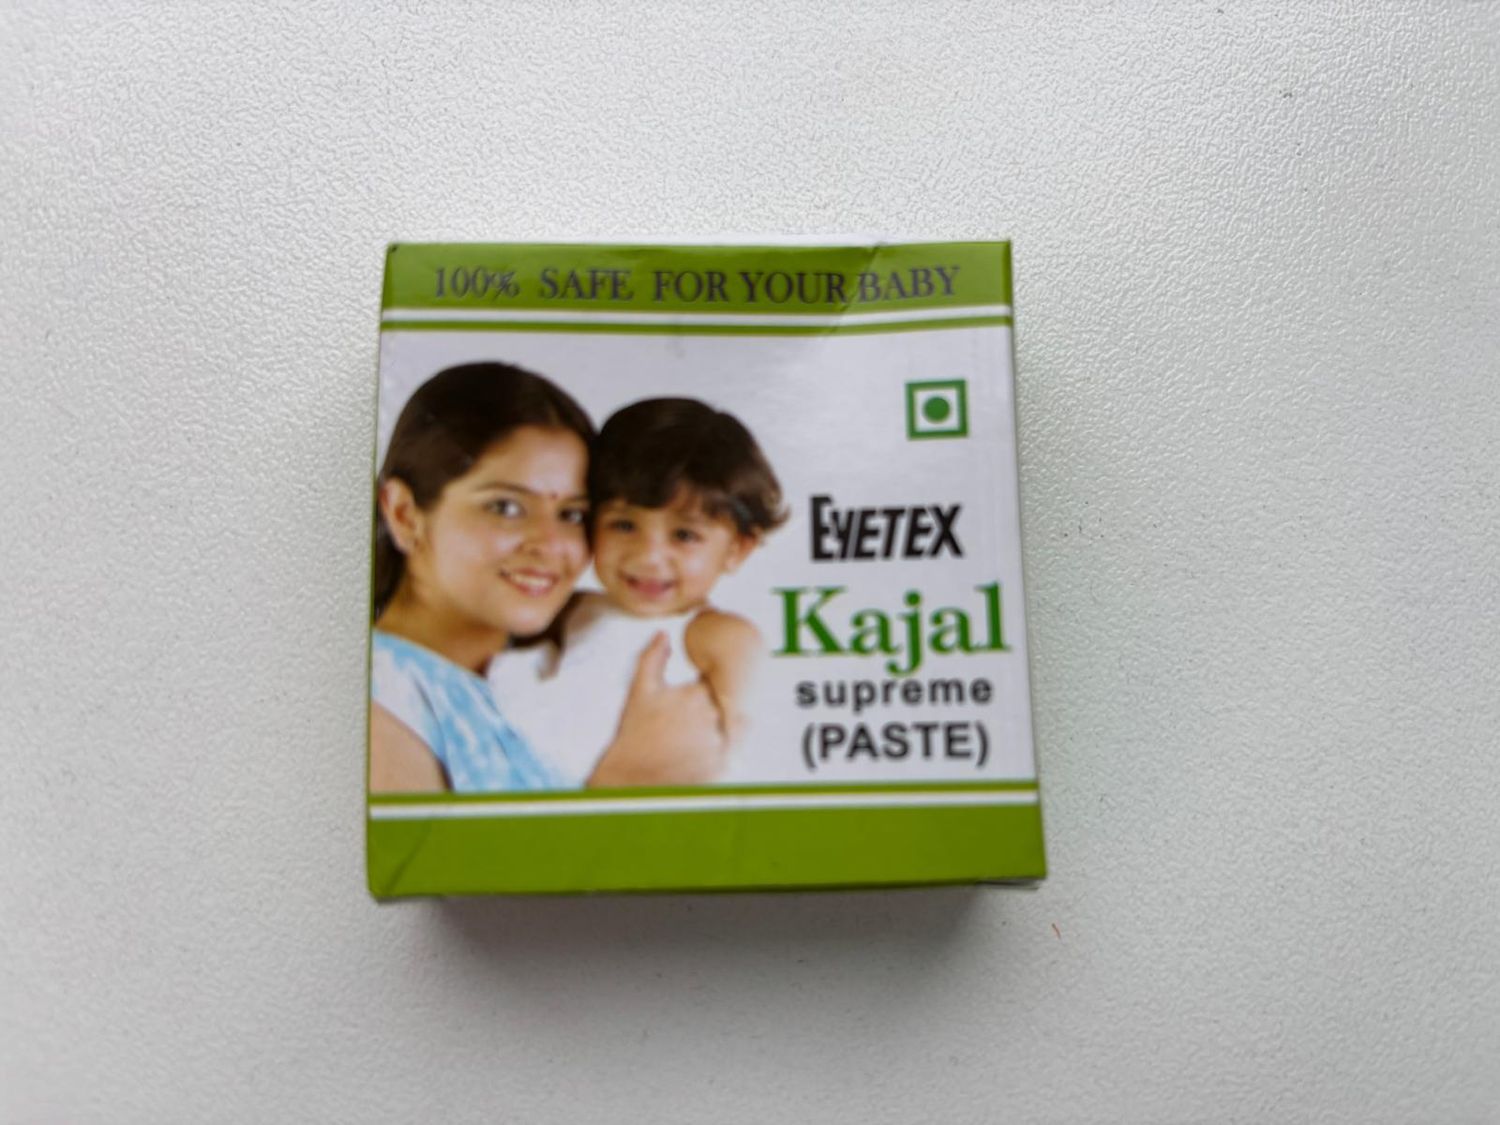 100% SAFE FOR YOUR BABY
EYETEX
Kajal
supreme
(PASTE)